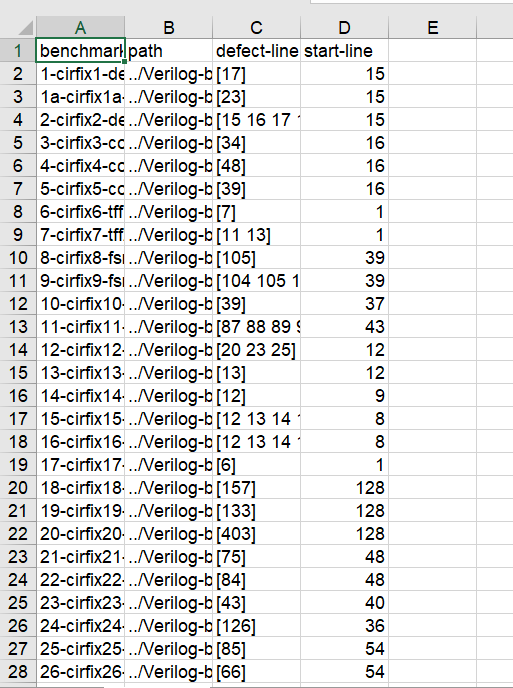 A B C D E
1 benchmark path defect-line start-line
2 1-cirfix1-de ../Verilog-b [17] 15
3 1a-cirfix1a- ../Verilog-b [23] 15
4 2-cirfix2-de ../Verilog-b [15 16 17 15
5 3-cirfix3-cc ../Verilog-b [34] 16
6 4-cirfix4-cc ../Verilog-b [48] 16
7 5-cirfix5-cc ../Verilog-b [39] 16
8 6-cirfix6-tff ../Verilog-b [7] 1
9 7-cirfix7-tff ../Verilog-b [11 13] 1
10 8-cirfix8-fsr ../Verilog-b [105] 39
11 9-cirfix9-fsr ../Verilog-b [104 105 1 39
12 10-cirfix10- ../Verilog-b [39] 37
13 11-cirfix11- ../Verilog-b [87 88 89 43
14 12-cirfix12- ../Verilog-b [20 23 25] 12
15 13-cirfix13- ../Verilog-b [13] 12
16 14-cirfix14- ../Verilog-b [12] 9
17 15-cirfix15- ../Verilog-b [12 13 14 8
18 16-cirfix16- ../Verilog-b [12 13 14 8
19 17-cirfix17- ../Verilog-b [6] 1
20 18-cirfix18- ../Verilog-b [157] 128
21 19-cirfix19- ../Verilog-b [133] 128
22 20-cirfix20- ../Verilog-b [403] 128
23 21-cirfix21- ../Verilog-b [75] 48
24 22-cirfix22- ../Verilog-b [84] 48
25 23-cirfix23- ../Verilog-b [43] 40
26 24-cirfix24- ../Verilog-b [126] 36
27 25-cirfix25- ../Verilog-b [85] 54
28 26-cirfix26- ../Verilog-b [66] 54